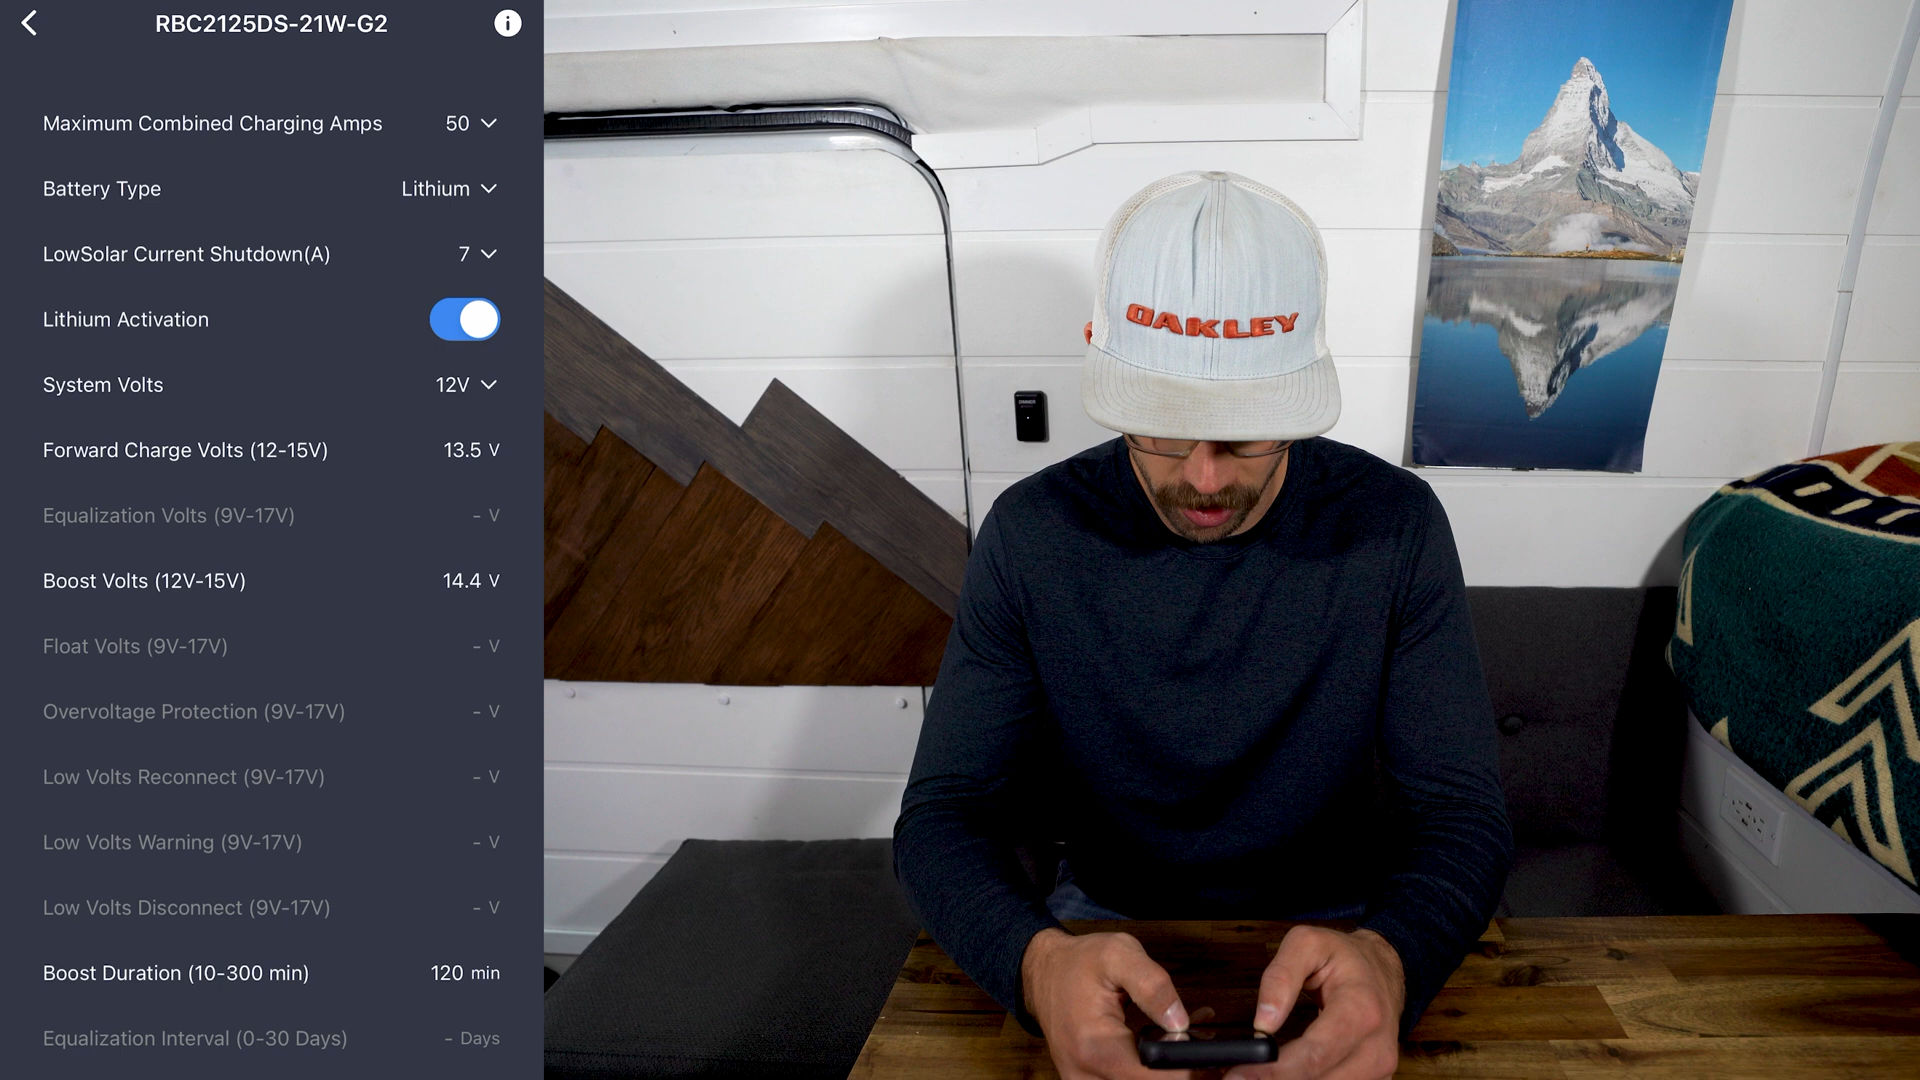 RBC2125DS-21W-G2
i
Maximum Combined Charging Amps 50
Battery Type Lithium
LowSolar Current Shutdown(A) 7
Lithium Activation
System Volts 12V
Forward Charge Volts (12-15V) 13.5 V
Equalization Volts (9V-17V) - V
Boost Volts (12V-15V) 14.4 V
Float Volts (9V-17V) - V
Overvoltage Protection (9V-17V) - V
Low Volts Reconnect (9V-17V) - V
Low Volts Warning (9V-17V) - V
Low Volts Disconnect (9V-17V) - V
Boost Duration (10-300 min) 120 min
Equalization Interval (0-30 Days) - Days
OAKLEY
DIMMER